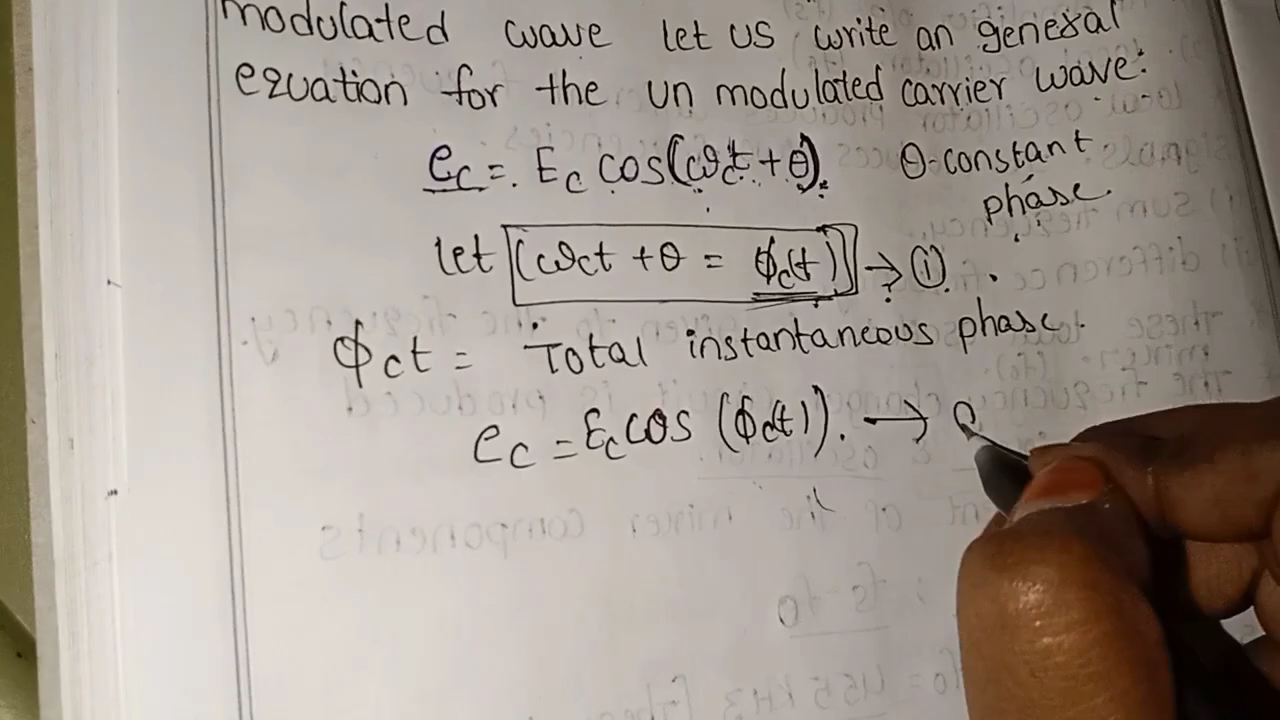 modulated wave let us write an general
equation for the un modulated carrier wave:
ec = Ec cos(ωct + θ). θ-constant phase
let [ωct + θ = ϕc(t)] → ①
ϕct = Total instantaneous phase.
ec = Ec cos (ϕc(t)). →